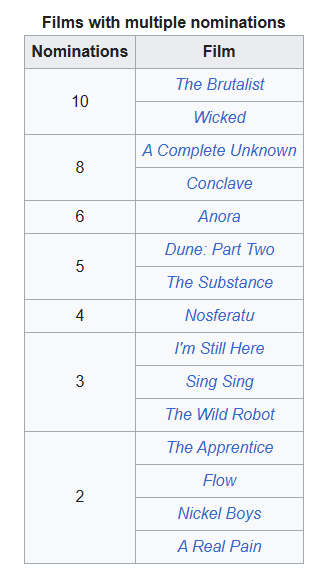 Films with multiple nominations
Nominations Film
10
The Brutalist
Wicked
8
A Complete Unknown
Conclave
6 Anora
5
Dune: Part Two
The Substance
4 Nosferatu
3
I'm Still Here
Sing Sing
The Wild Robot
2
The Apprentice
Flow
Nickel Boys
A Real Pain